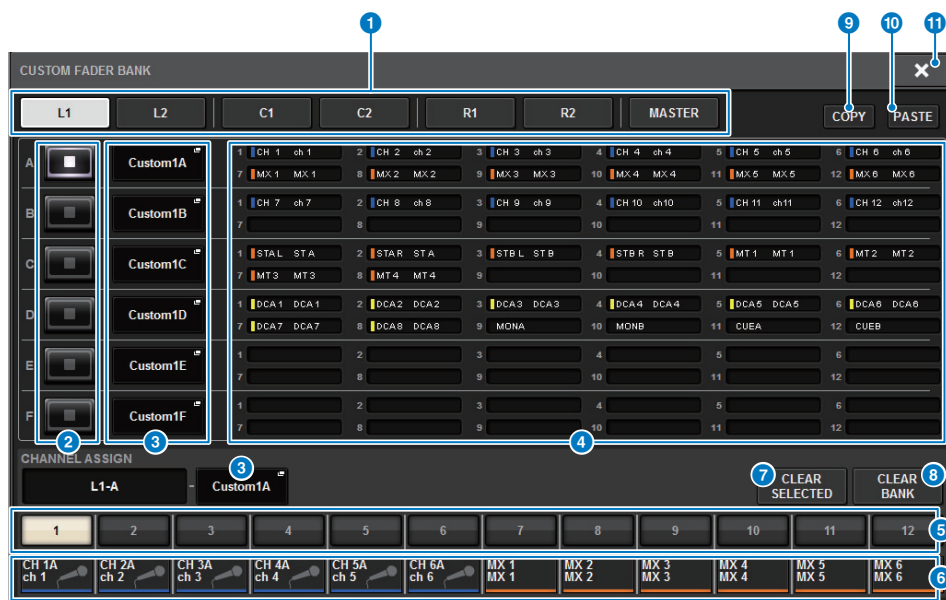 1 9 10 11
CUSTOM FADER BANK
L1 L2 C1 C2 R1 R2 MASTER COPY PASTE
A Custom1A 1 CH 1 ch 1 2 CH 2 ch 2 3 CH 3 ch 3 4 CH 4 ch 4 5 CH 5 ch 5 6 CH 6 ch 6
7 MX 1 MX 1 8 MX 2 MX 2 9 MX 3 MX 3 10 MX 4 MX 4 11 MX 5 MX 5 12 MX 6 MX 6
B Custom1B 1 CH 7 ch7 2 CH 8 ch8 3 CH 9 ch9 4 CH 10 ch10 5 CH 11 ch11 6 CH 12 ch12
7 8 9 10 11 12
C Custom1C 1 STAL STA 2 STAR STA 3 STB L STB 4 STB R STB 5 MT1 MT1 6 MT2 MT2
7 MT3 MT3 8 MT4 MT4 9 10 11 12
D Custom1D 1 DCA1 DCA1 2 DCA2 DCA2 3 DCA3 DCA3 4 DCA4 DCA4 5 DCA5 DCA5 6 DCA6 DCA6
7 DCA7 DCA7 8 DCA8 DCA8 9 MONA 10 MONB 11 CUEA 12 CUEB
E Custom1E 1 2 3 4 5 6
7 8 9 10 11 12
F Custom1F 1 2 3 4 5 6
7 8 9 10 11 12
2 3 4
CHANNEL ASSIGN
L1-A - Custom1A 3 7 CLEAR SELECTED CLEAR BANK 8
1 2 3 4 5 6 7 8 9 10 11 12 5
CH 1A CH 2A CH 3A CH 4A CH 5A CH 6A MX 1 MX 2 MX 3 MX 4 MX 5 MX 6
ch 1 ch 2 ch 3 ch 4 ch 5 ch 6 MX 1 MX 2 MX 3 MX 4 MX 5 MX 6 6